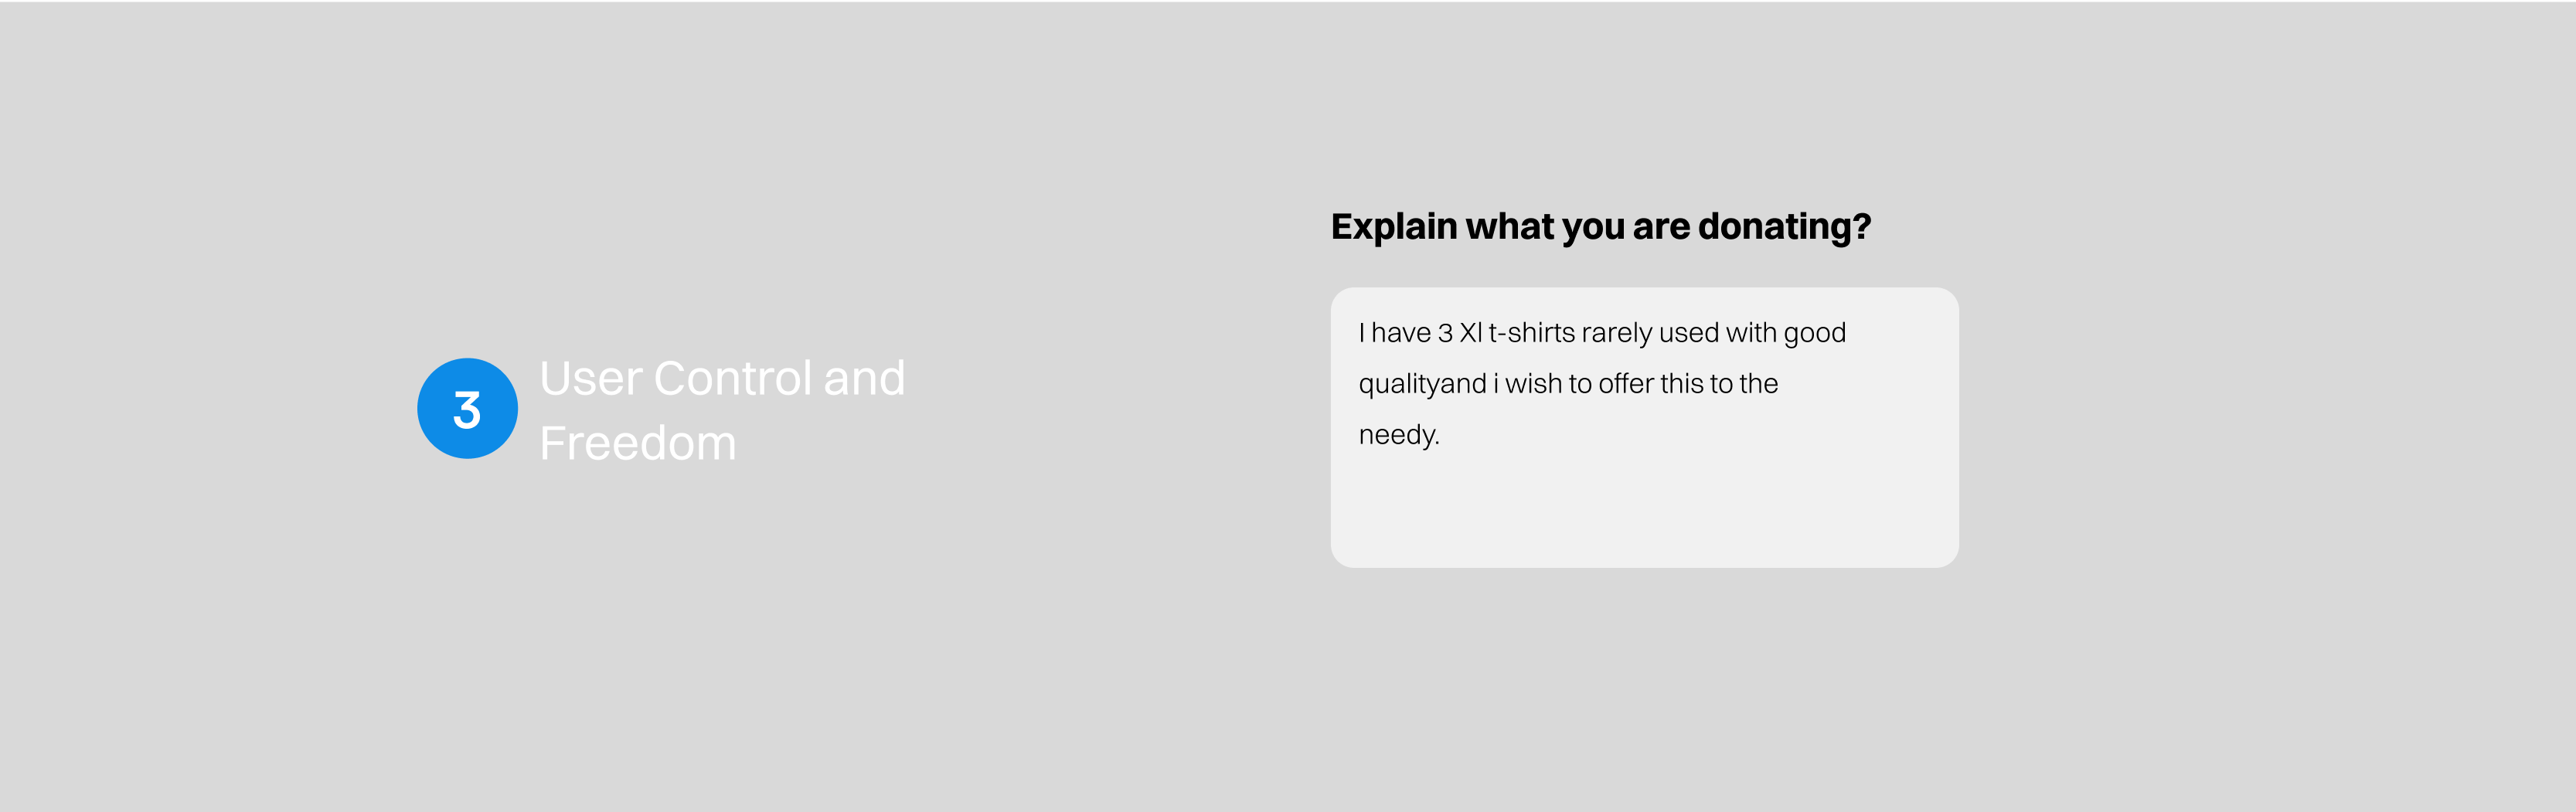 3
User Control and
Freedom
Explain what you are donating?
I have 3 Xl t-shirts rarely used with good
qualityand i wish to offer this to the
needy.